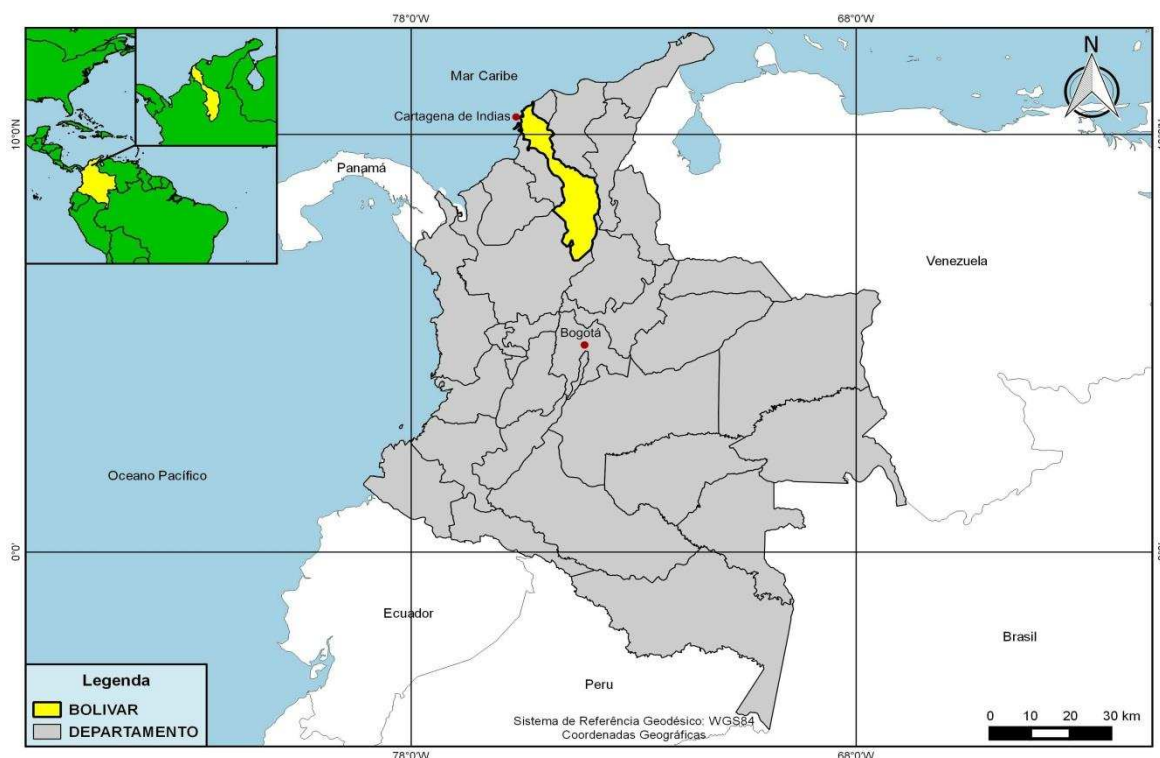 78°0'W
68°0'W
N
Mar Caribe
Cartagena de Indias
Panamá
Venezuela
Bogotá
Oceano Pacífico
0°0'
Ecuador
Brasil
Peru
Legenda
BOLIVAR
DEPARTAMENTO
Sistema de Referência Geodésico: WGS84
Coordenadas Geográficas
0 10 20 30 km
78°0'W
68°0'W